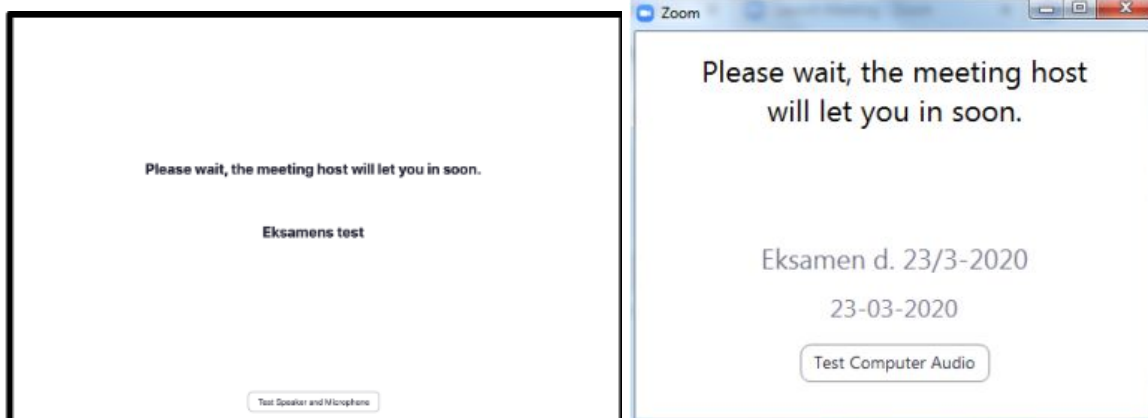 Please wait, the meeting host will let you in soon.
Eksamens test
Test Speaker and Microphone
Zoom
Please wait, the meeting host
will let you in soon.
Eksamen d. 23/3-2020
23-03-2020
Test Computer Audio